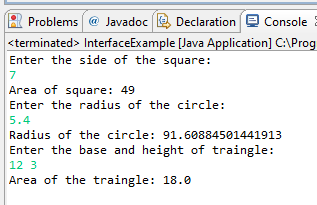 Problems @ Javadoc Declaration Console
<terminated> InterfaceExample [Java Application] C:\Prog
Enter the side of the square:
7
Area of square: 49
Enter the radius of the circle:
5.4
Radius of the circle: 91.60884501441913
Enter the base and height of traingle:
12 3
Area of the traingle: 18.0